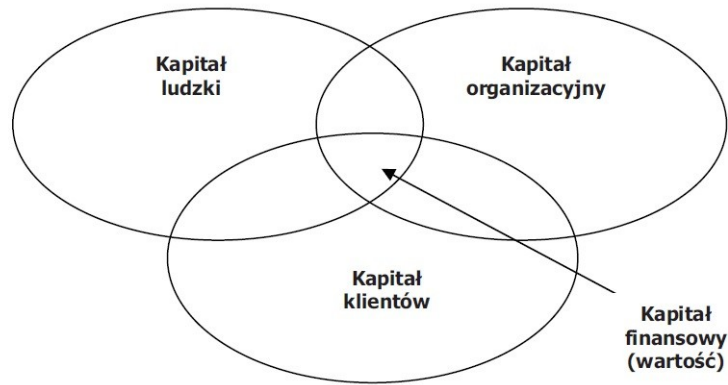 Kapitał
ludzki
Kapitał
organizacyjny
Kapitał
klientów
Kapitał
finansowy
(wartość)